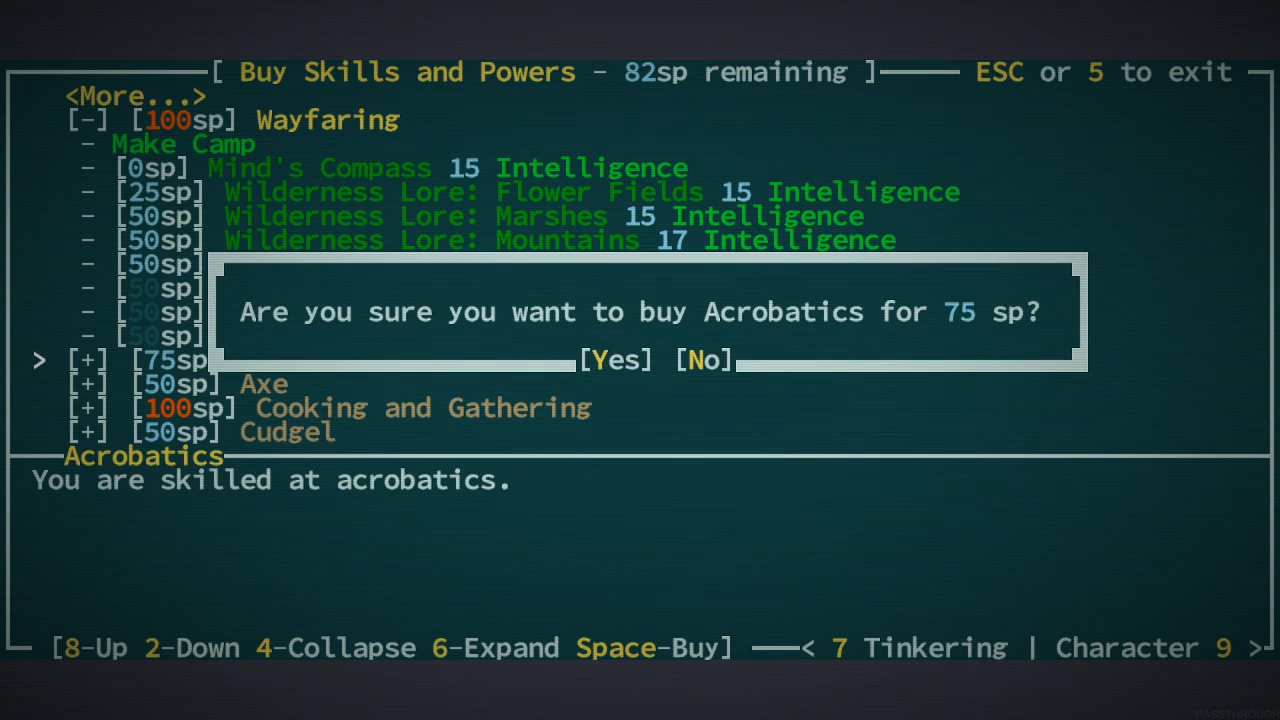 [ Buy Skills and Powers - 82sp remaining ] ESC or 5 to exit
<More...>
[-] [100sp] Wayfaring
- Make Camp
- [0sp] Mind's Compass 15 Intelligence
- [25sp] Wilderness Lore: Flower Fields 15 Intelligence
- [50sp] Wilderness Lore: Marshes 15 Intelligence
- [50sp] Wilderness Lore: Mountains 17 Intelligence
- [50sp]
- [50sp]
- [50sp]
- [50sp]
Are you sure you want to buy Acrobatics for 75 sp?
[Yes] [No]
> [+] [75sp
[+] [50sp] Axe
[+] [100sp] Cooking and Gathering
[+] [50sp] Cudgel
Acrobatics
You are skilled at acrobatics.
[8-Up 2-Down 4-Collapse 6-Expand Space-Buy] < 7 Tinkering | Character 9 >
PASSTHROUGH